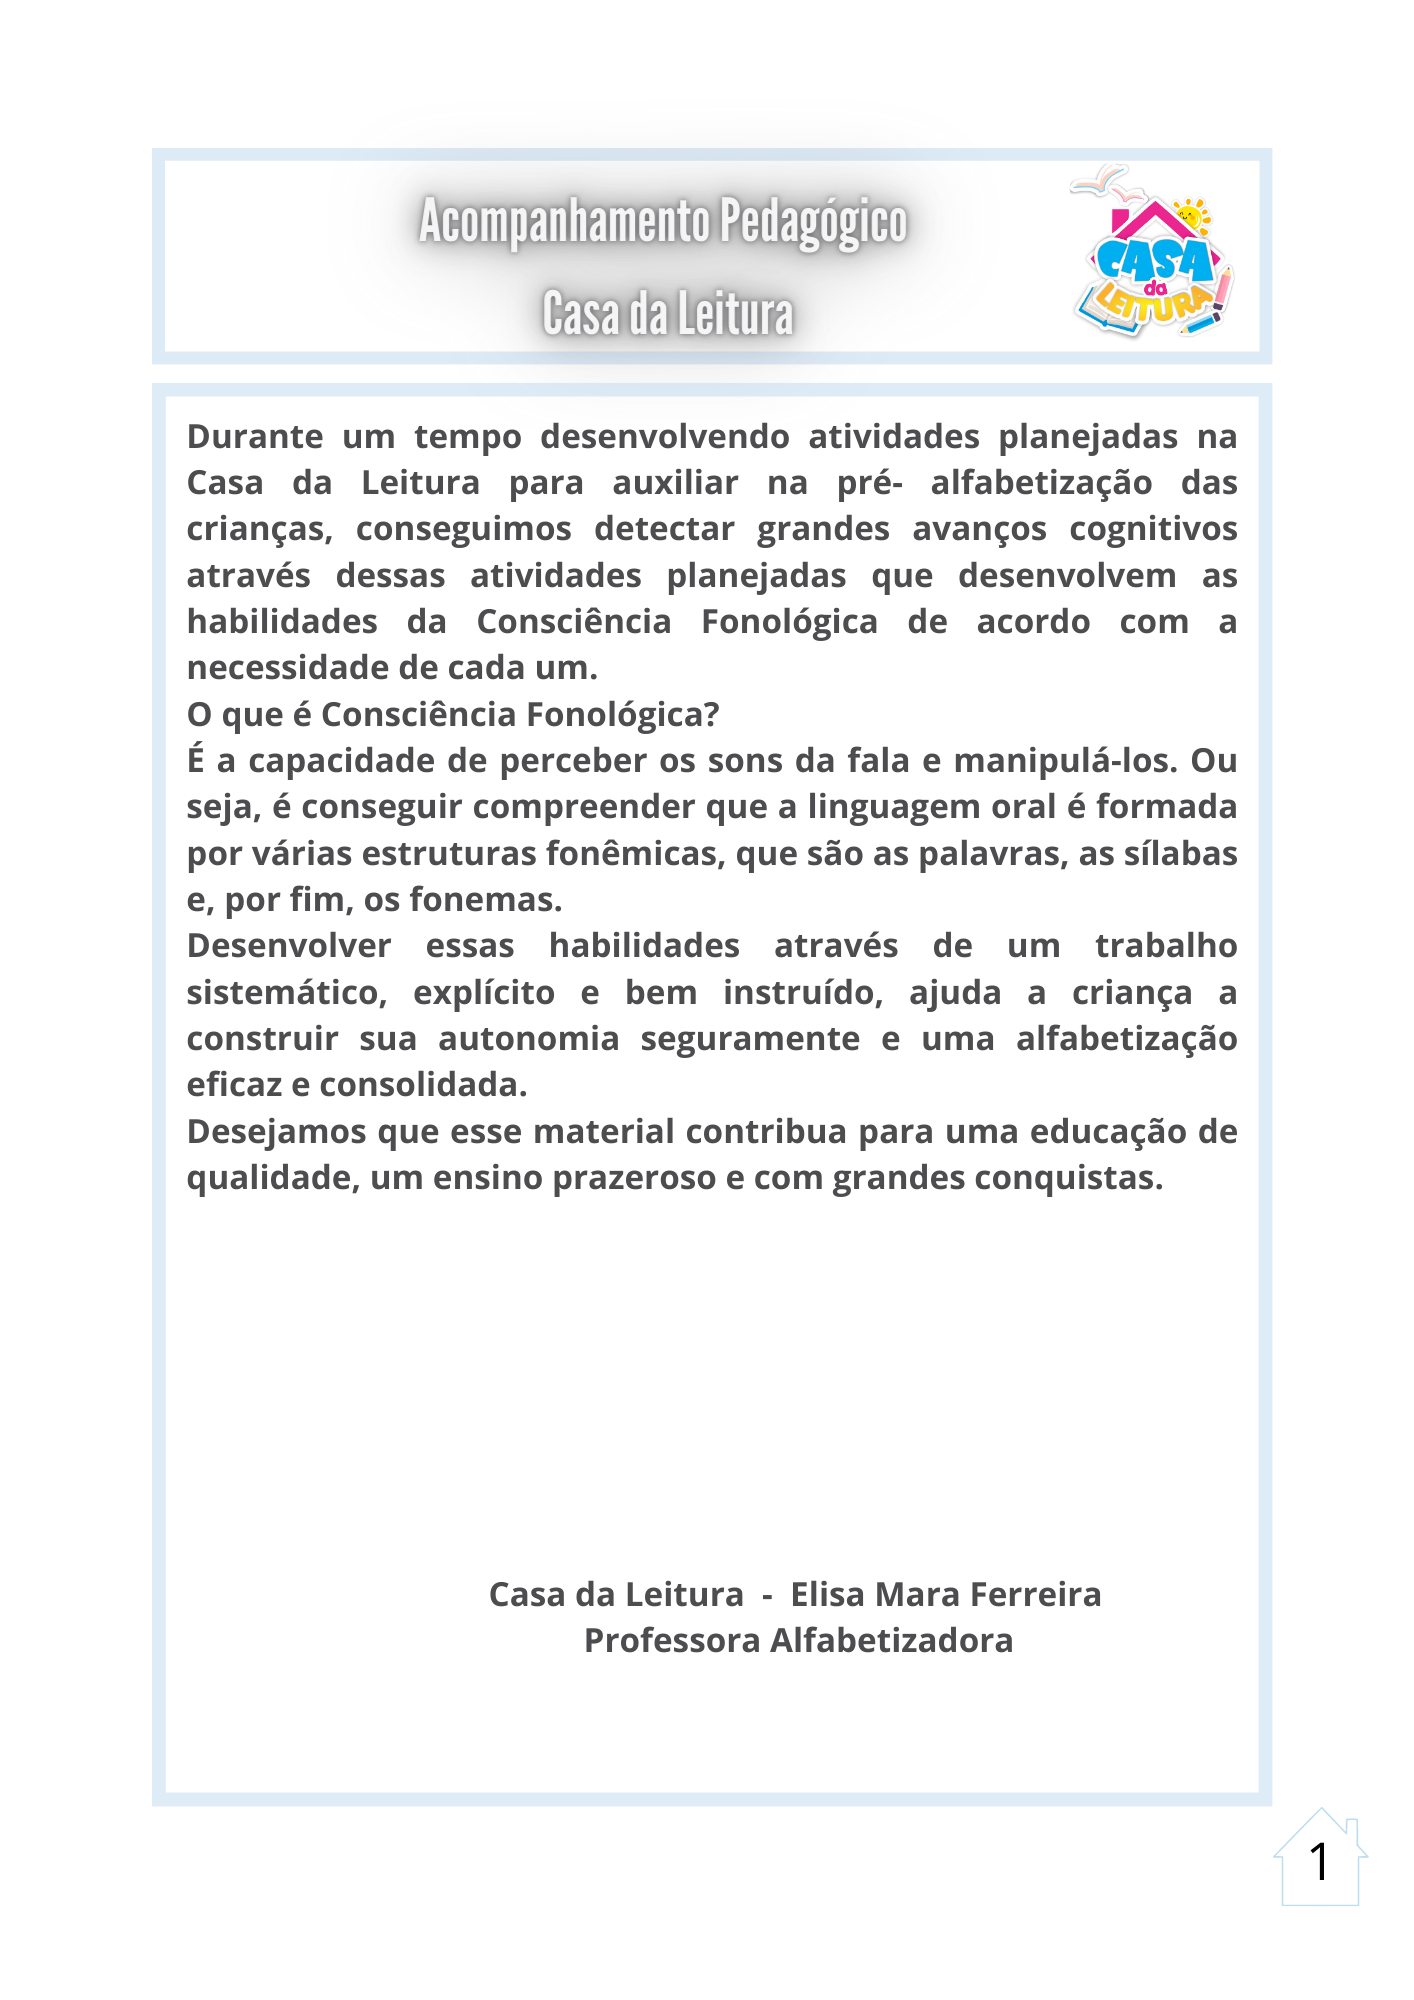 Acompanhamento Pedagógico
Casa da Leitura
CASA
da
LEITURA
Durante um tempo desenvolvendo atividades planejadas na
Casa da Leitura para auxiliar na pré- alfabetização das
crianças, conseguimos detectar grandes avanços cognitivos
através dessas atividades planejadas que desenvolvem as
habilidades da Consciência Fonológica de acordo com a
necessidade de cada um.
O que é Consciência Fonológica?
É a capacidade de perceber os sons da fala e manipulá-los. Ou
seja, é conseguir compreender que a linguagem oral é formada
por várias estruturas fonêmicas, que são as palavras, as sílabas
e, por fim, os fonemas.
Desenvolver essas habilidades através de um trabalho
sistemático, explícito e bem instruído, ajuda a criança a
construir sua autonomia seguramente e uma alfabetização
eficaz e consolidada.
Desejamos que esse material contribua para uma educação de
qualidade, um ensino prazeroso e com grandes conquistas.
Casa da Leitura - Elisa Mara Ferreira
Professora Alfabetizadora
1